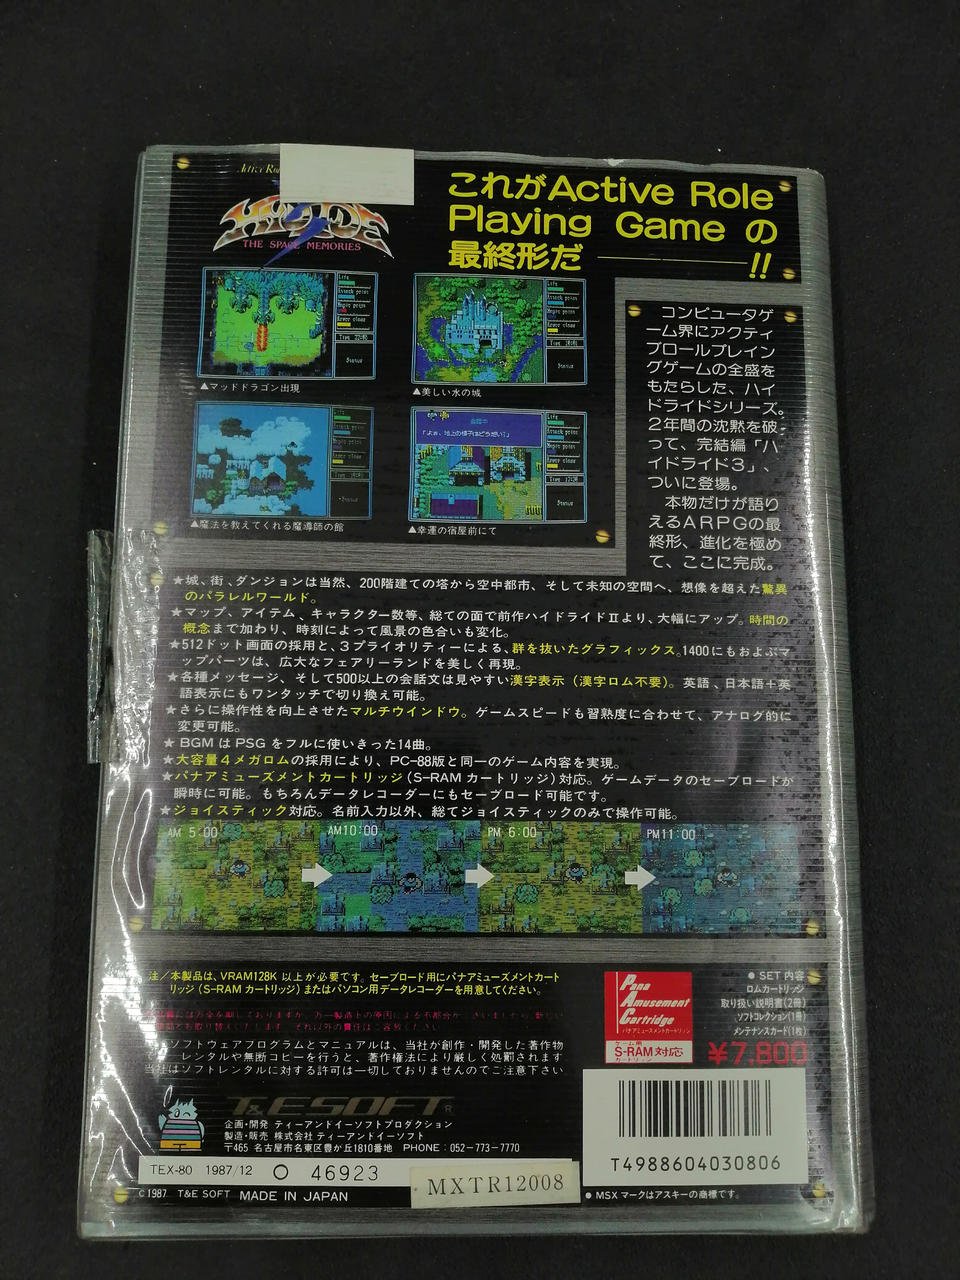 Active Ro
HYDLIDE 3
THE SPACE MEMORIES
これがActive Role
Playing Game の
最終形だ――!!
▲マッドドラゴン出現
▲美しい水の城
▲魔法を教えてくれる魔導師の館
▲幸運の宿屋前にて
コンピュータゲ
ーム界にアクティ
ブロールプレイン
グゲームの全盛を
もたらした、ハイ
ドライドシリーズ。
2年間の沈黙を破
って、完結編「ハ
イドライド3」、
ついに登場。
本物だけが語り
えるARPGの最
終形、進化を極め
て、ここに完成。
★城、街、ダンジョンは当然、200階建ての塔から空中都市、そして未知の空間へ、想像を超えた驚異
のパラレルワールド。
★マップ、アイテム、キャラクター数等、総ての面で前作ハイドライドIIより、大幅にアップ。時間の
概念まで加わり、時刻によって風景の色合いも変化。
★512ドット画面の採用と、3プライオリティーによる、群を抜いたグラフィックス。1400にもおよぶマ
ップパーツは、広大なフェアリーランドを美しく再現。
★各種メッセージ、そして500以上の会話文は見やすい漢字表示(漢字ロム不要)。英語、日本語+英
語表示にもワンタッチで切り換え可能。
★さらに操作性を向上させたマルチウインドウ。ゲームスピードも習熟度に合わせて、アナログ的に
変更可能。
★BGMはPSGをフルに使いきった14曲。
★大容量4メガロムの採用により、PC-88版と同一のゲーム内容を実現。
★パナアミューズメントカートリッジ(S-RAMカートリッジ)対応。ゲームデータのセーブロードが
瞬時に可能。もちろんデータレコーダーにもセーブロード可能です。
★ジョイスティック対応。名前入力以外、総てジョイスティックのみで操作可能。
AM 5:00
AM10:00
PM 6:00
PM11:00
注/本製品は、VRAM128K以上が必要です。セーブロード用にパナアミューズメントカート
リッジ(S-RAMカートリッジ)またはパソコン用データレコーダーを用意してください。
ソフトウェアプログラムとマニュアルは、当社が創作・開発した著作物
レンタルや無断コピーを行うと、著作権法により厳しく処罰されます
当社はソフトレンタルに対する許可は一切しておりませんのでご注意下さい
Pana
Amusement
Cartridge
パナアミューズメントカートリッジ
S-RAM対応
●SET内容
ロムカートリッジ
取り扱い説明書(2冊)
ソフトコレクション(1冊)
メンテナンスカード(1枚)
¥7,800
T&E SOFT®
企画・開発 ティーアンドイーソフトプロダクション
製造・販売 株式会社 ティーアンドイーソフト
〒465 名古屋市名東区豊が丘1810番地 PHONE:052-773-7770
T4988604030806
TEX-80 1987/12 ○ 46923
MXTR12008
©1987 T&E SOFT MADE IN JAPAN
●MSXマークはアスキーの商標です。